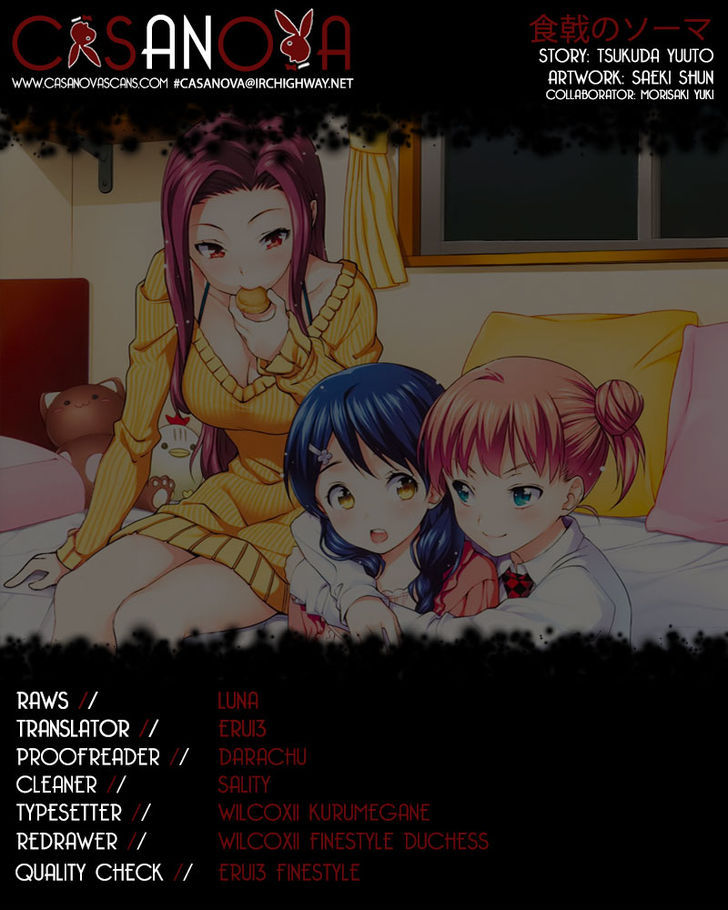 CASANOVA
WWW.CASANOVASCANS.COM #CASANOVA@IRCHIGHWAY.NET
食戟のソーマ
STORY: TSUKUDA YUUTO
ARTWORK: SAEKI SHUN
COLLABORATOR: MORISAKI YUKI
RAWS // LUNA
TRANSLATOR // ERUI3
PROOFREADER // DARACHU
CLEANER // SALITY
TYPESETTER // WILCOXII KURUMEGANE
REDRAWER // WILCOXII FINESTYLE DUCHESS
QUALITY CHECK // ERUI3 FINESTYLE